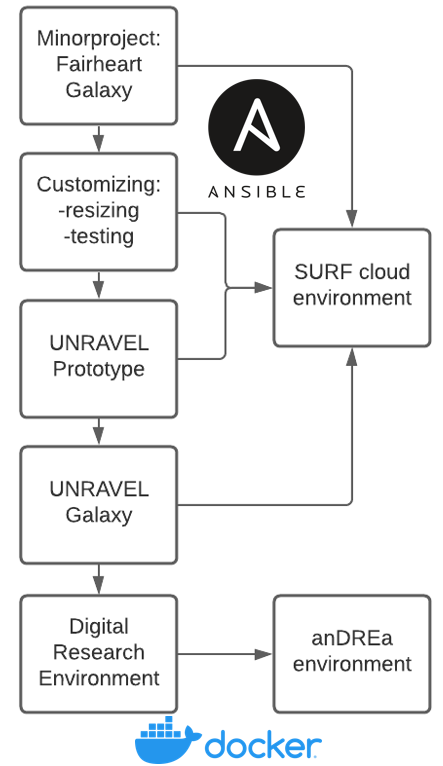 Minorproject:
Fairheart
Galaxy
ANSIBLE
Customizing:
-resizing
-testing
SURF cloud
environment
UNRAVEL
Prototype
UNRAVEL
Galaxy
Digital
Research
Environment
anDREa
environment
docker